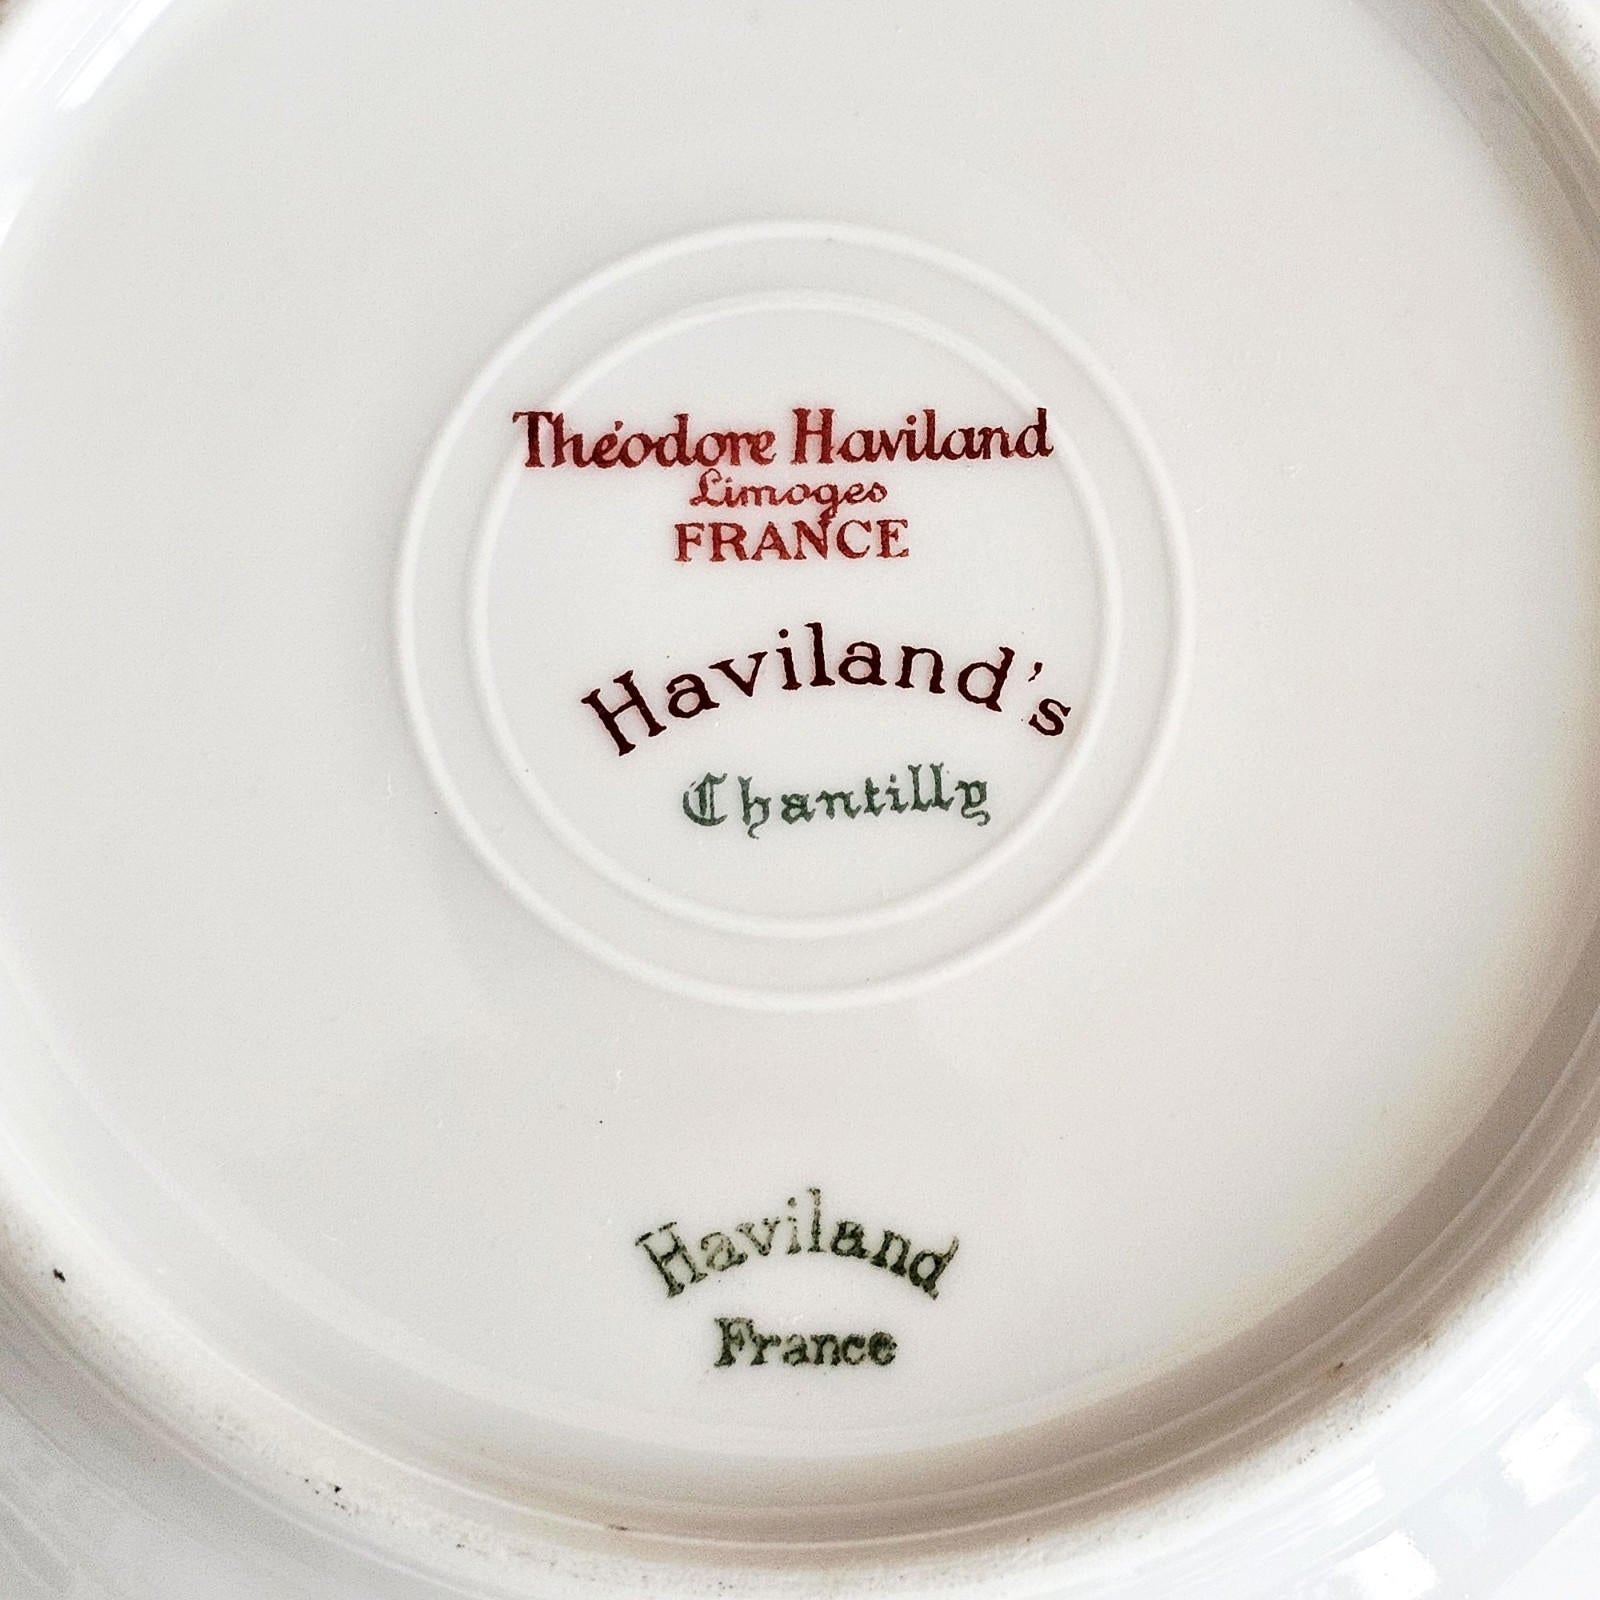 Théodore Haviland
Limoges
FRANCE
Haviland's
Chantilly
Haviland
France